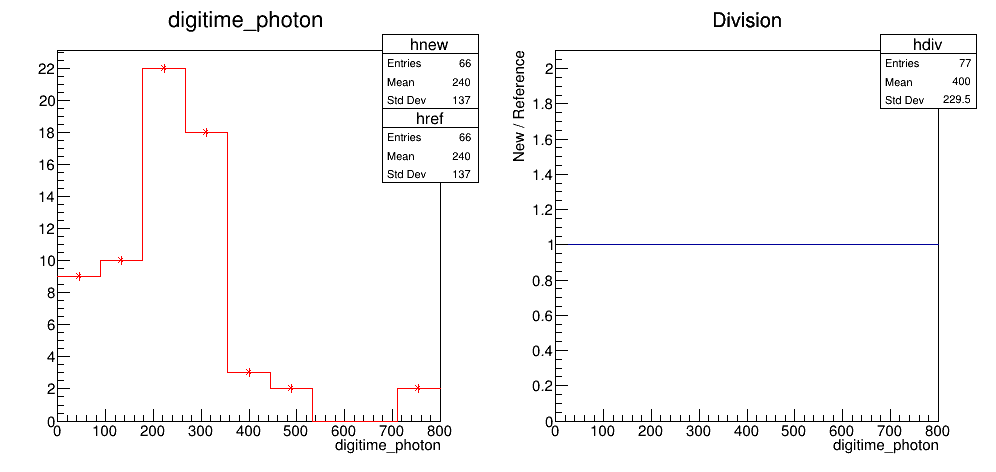 digitime_photon
hnew
Entries 66
Mean 240
Std Dev 137
href
Entries 66
Mean 240
Std Dev 137
22
20
18
16
14
12
10
8
6
4
2
0
0 100 200 300 400 500 600 700 800
digitime_photon
Division
hdiv
Entries 77
Mean 400
Std Dev 229.5
New / Reference
2
1.8
1.6
1.4
1.2
1
0.8
0.6
0.4
0.2
0
0 100 200 300 400 500 600 700 800
digitime_photon